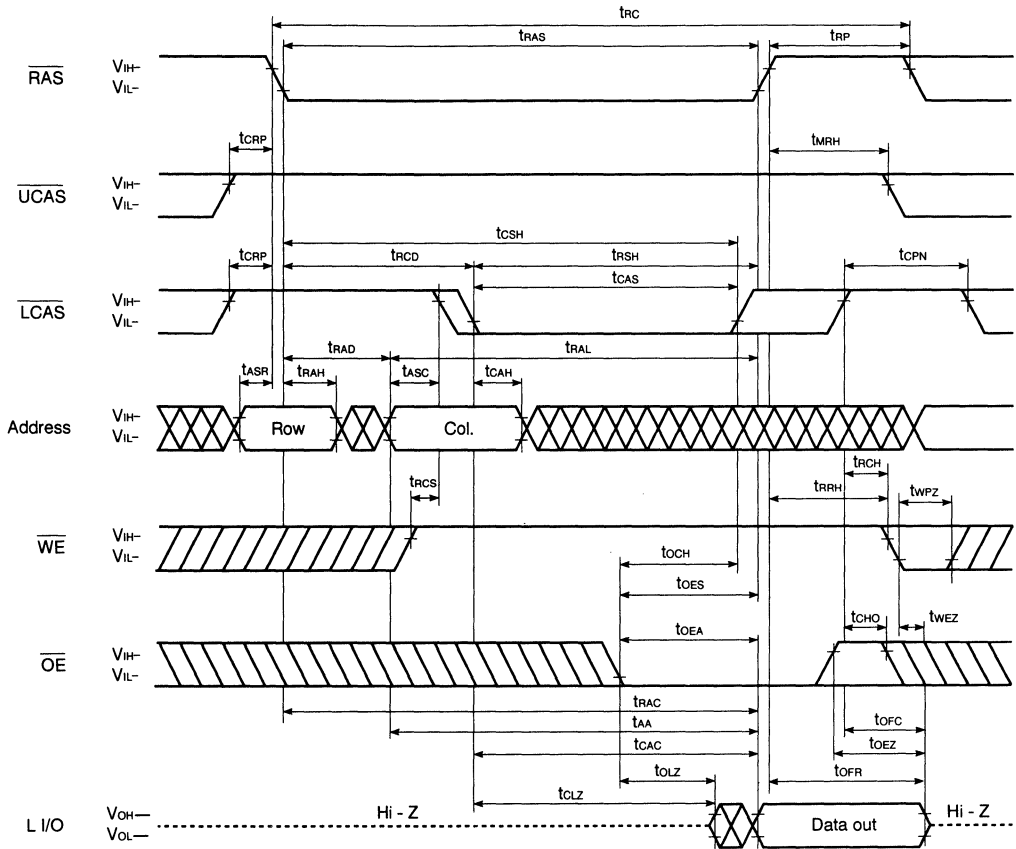 tRC
tRAS
tRP
RAS
VIH–
VIL–
tCRP
tMRH
UCAS
VIH–
VIL–
tCSH
tCRP
tRCD
tRSH
tCPN
tCAS
LCAS
VIH–
VIL–
tRAD
tRAL
tASR
tRAH
tASC
tCAH
Address
VIH–
VIL–
Row
Col.
tRCS
tRCH
tRRH
tWPZ
WE
VIH–
VIL–
tOCH
tOES
tCHO
tWEZ
tOEA
OE
VIH–
VIL–
tRAC
tAA
tOFC
tCAC
tOEZ
tOLZ
tOFR
tCLZ
L I/O
VOH—
VOL—
Hi - Z
Data out
Hi - Z